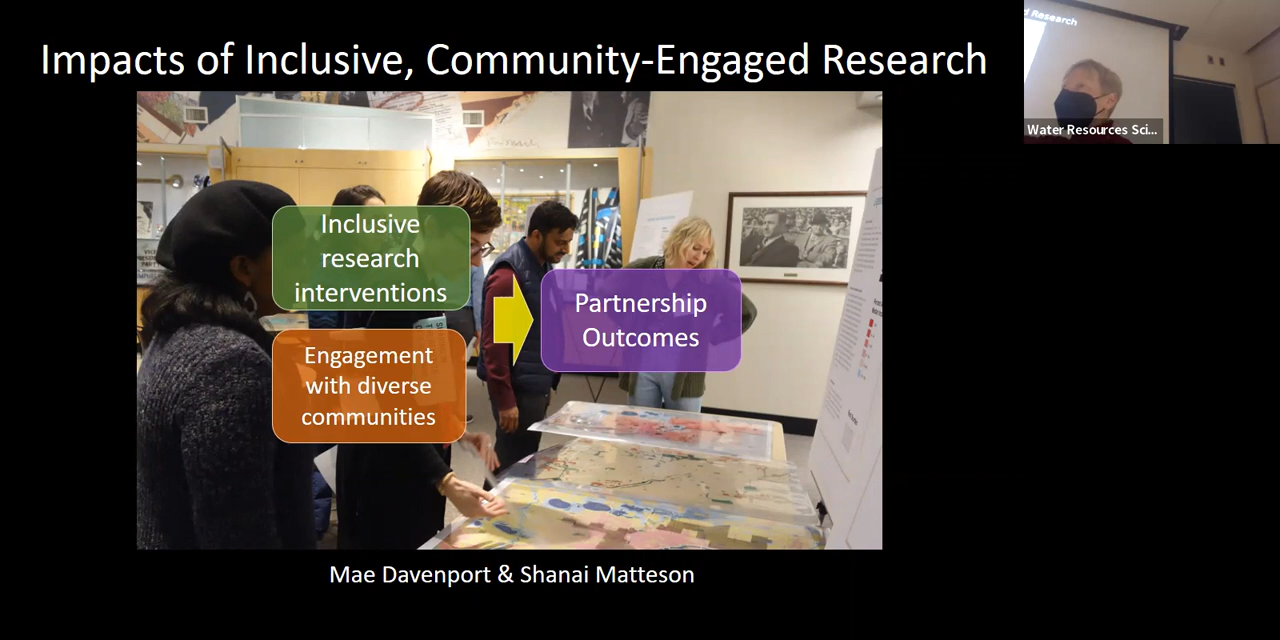 Impacts of Inclusive, Community-Engaged Research
d Research
Water Resources Sci...
Inclusive
research
interventions
Partnership
Outcomes
Engagement
with diverse
communities
Mae Davenport & Shanai Matteson